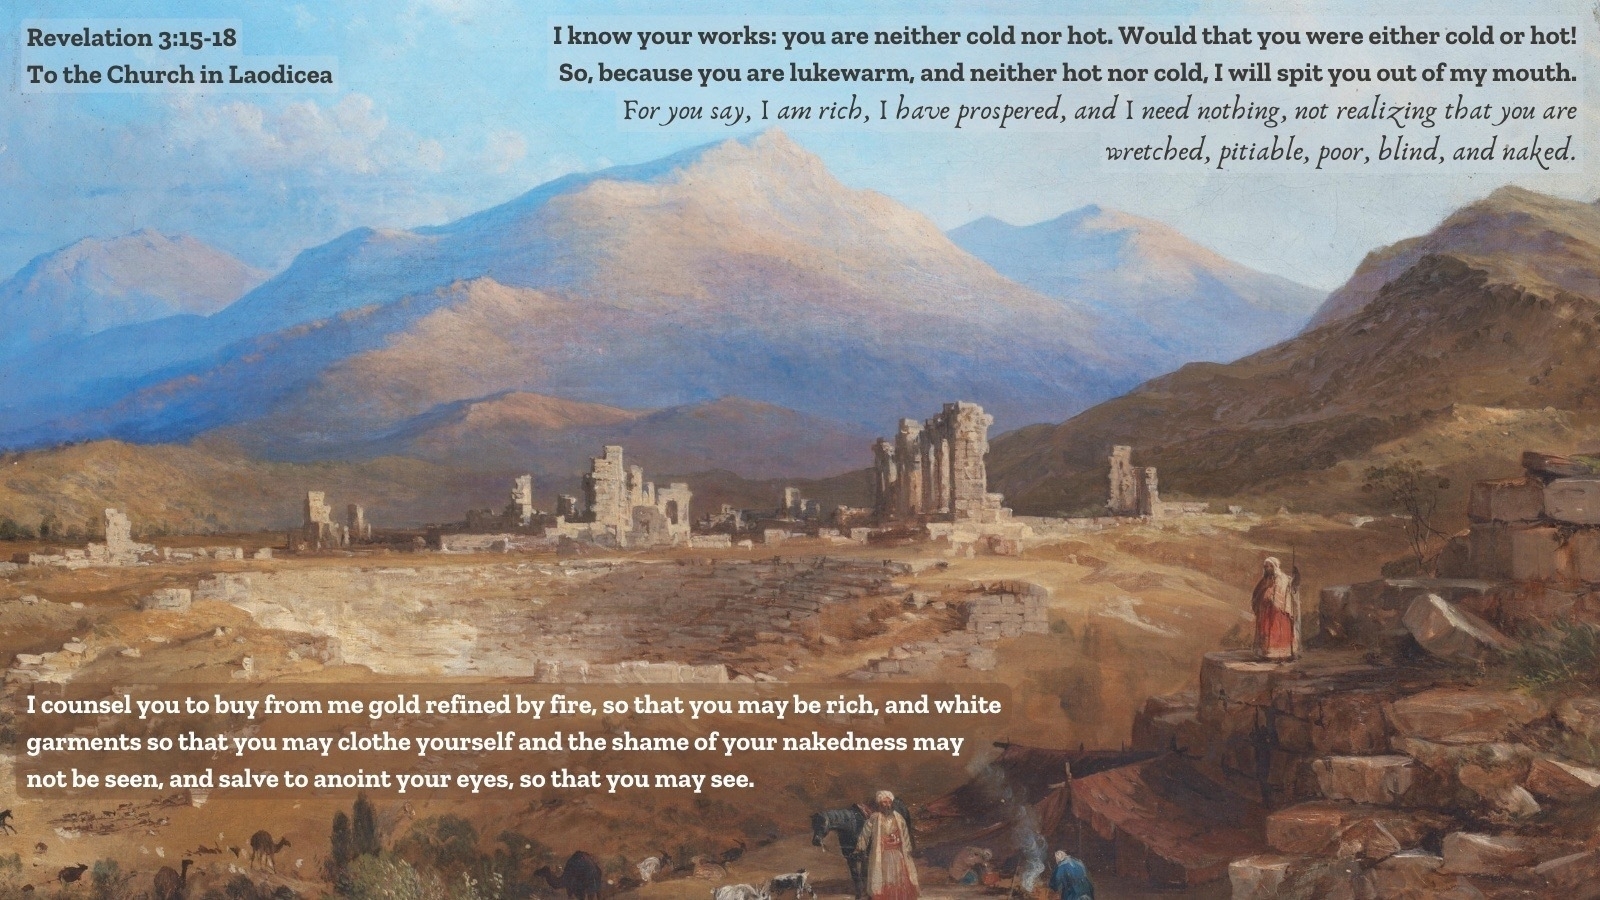 Revelation 3:15-18
To the Church in Laodicea
I know your works: you are neither cold nor hot. Would that you were either cold or hot!
So, because you are lukewarm, and neither hot nor cold, I will spit you out of my mouth.
For you say, I am rich, I have prospered, and I need nothing, not realizing that you are
wretched, pitiable, poor, blind, and naked.
I counsel you to buy from me gold refined by fire, so that you may be rich, and white
garments so that you may clothe yourself and the shame of your nakedness may
not be seen, and salve to anoint your eyes, so that you may see.